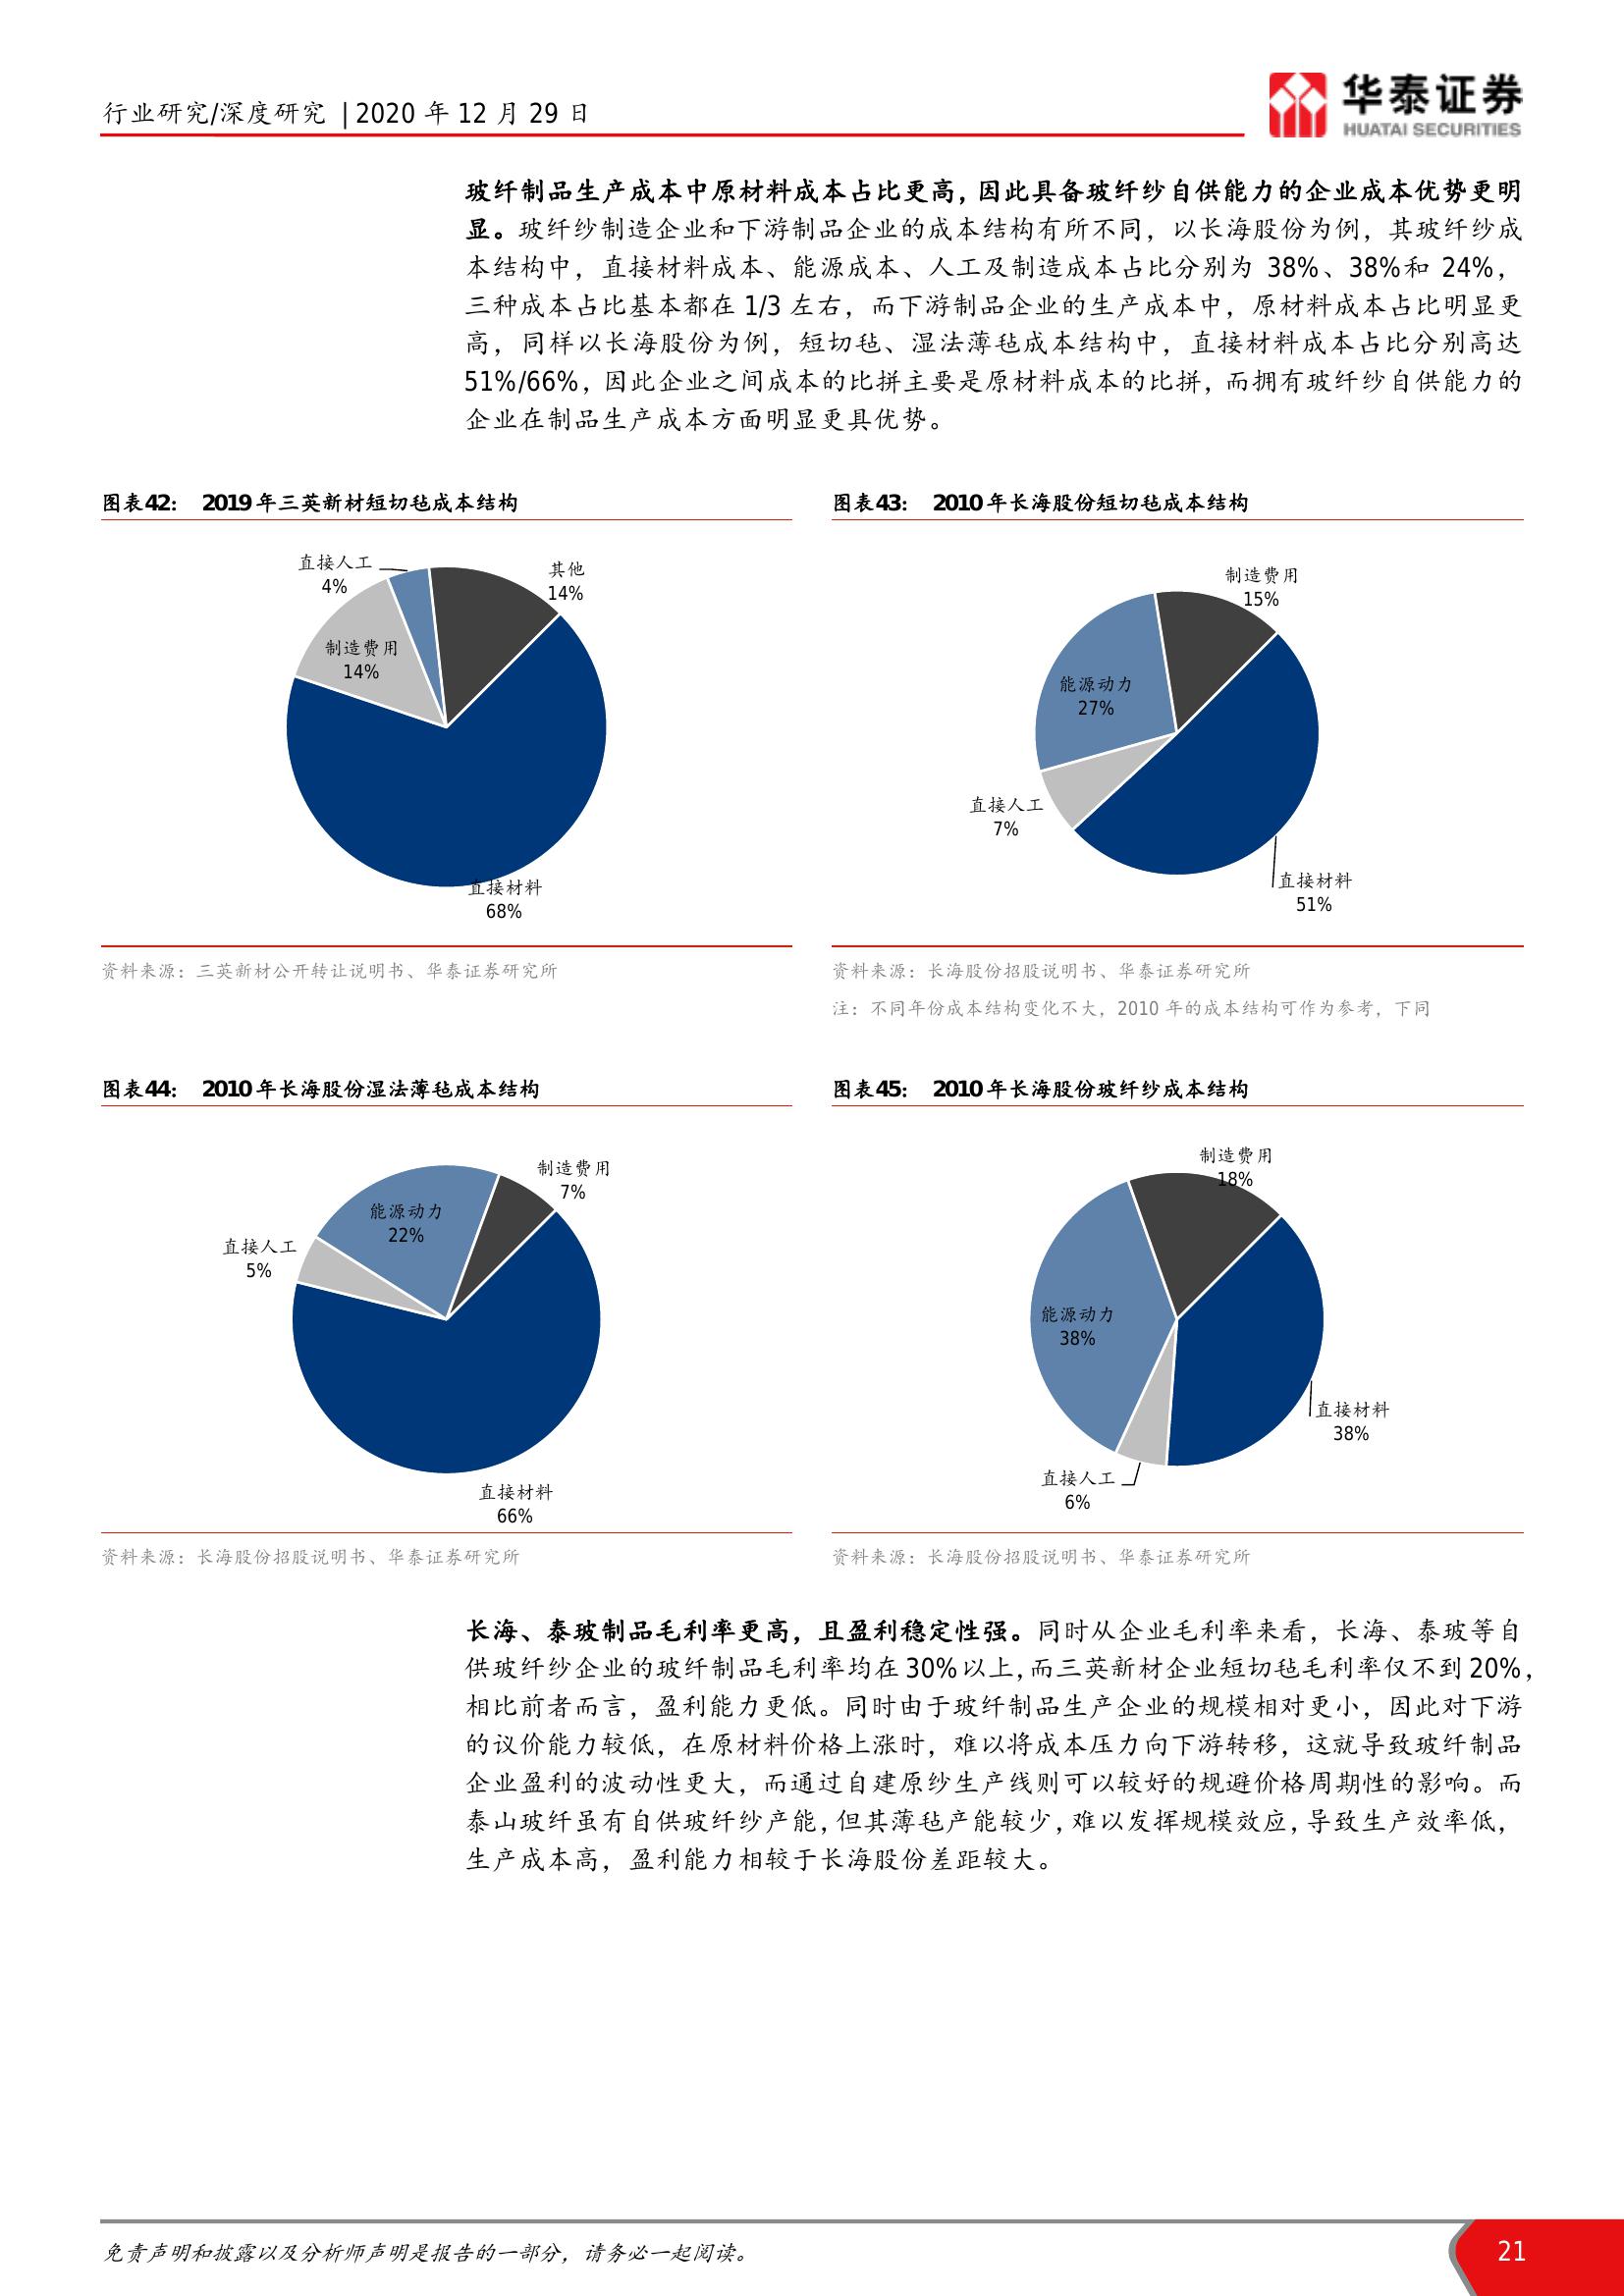 行业研究/深度研究 | 2020 年 12 月 29 日
华泰证券
HUATAI SECURITIES
玻纤制品生产成本中原材料成本占比更高，因此具备玻纤纱自供能力的企业成本优势更明
显。玻纤纱制造企业和下游制品企业的成本结构有所不同，以长海股份为例，其玻纤纱成
本结构中，直接材料成本、能源成本、人工及制造成本占比分别为 38%、38%和 24%，
三种成本占比基本都在 1/3 左右，而下游制品企业的生产成本中，原材料成本占比明显更
高，同样以长海股份为例，短切毡、湿法薄毡成本结构中，直接材料成本占比分别高达
51%/66%，因此企业之间成本的比拼主要是原材料成本的比拼，而拥有玻纤纱自供能力的
企业在制品生产成本方面明显更具优势。
图表42： 2019 年三英新材短切毡成本结构
直接人工
4%
其他
14%
制造费用
14%
直接材料
68%
资料来源：三英新材公开转让说明书、华泰证券研究所
图表43： 2010 年长海股份短切毡成本结构
制造费用
15%
能源动力
27%
直接人工
7%
直接材料
51%
资料来源：长海股份招股说明书、华泰证券研究所
注：不同年份成本结构变化不大，2010 年的成本结构可作为参考，下同
图表44： 2010 年长海股份湿法薄毡成本结构
制造费用
7%
能源动力
22%
直接人工
5%
直接材料
66%
资料来源：长海股份招股说明书、华泰证券研究所
图表45： 2010 年长海股份玻纤纱成本结构
制造费用
18%
能源动力
38%
直接材料
38%
直接人工
6%
资料来源：长海股份招股说明书、华泰证券研究所
长海、泰玻制品毛利率更高，且盈利稳定性强。同时从企业毛利率来看，长海、泰玻等自
供玻纤纱企业的玻纤制品毛利率均在 30%以上，而三英新材企业短切毡毛利率仅不到 20%，
相比前者而言，盈利能力更低。同时由于玻纤制品生产企业的规模相对更小，因此对下游
的议价能力较低，在原材料价格上涨时，难以将成本压力向下游转移，这就导致玻纤制品
企业盈利的波动性更大，而通过自建原纱生产线则可以较好的规避价格周期性的影响。而
泰山玻纤虽有自供玻纤纱产能，但其薄毡产能较少，难以发挥规模效应，导致生产效率低，
生产成本高，盈利能力相较于长海股份差距较大。
免责声明和披露以及分析师声明是报告的一部分，请务必一起阅读。
21